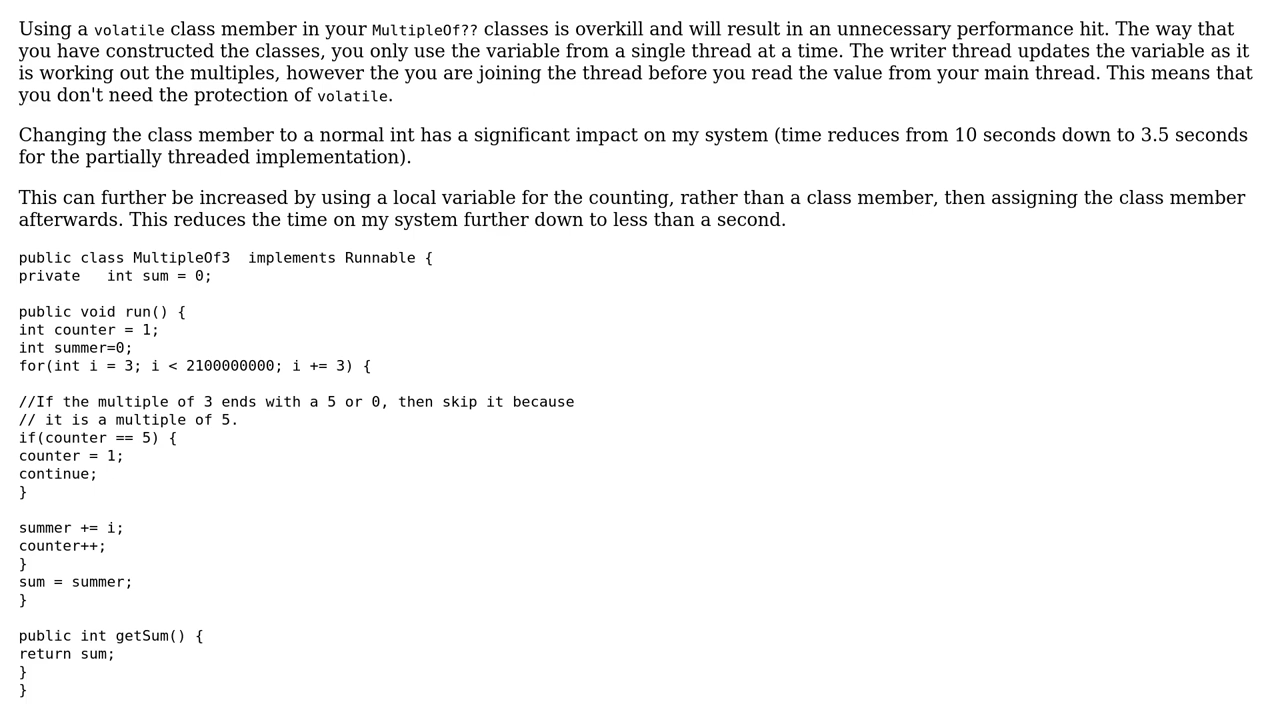 Using a volatile class member in your MultipleOf?? classes is overkill and will result in an unnecessary performance hit. The way that
you have constructed the classes, you only use the variable from a single thread at a time. The writer thread updates the variable as it
is working out the multiples, however the you are joining the thread before you read the value from your main thread. This means that
you don't need the protection of volatile.
Changing the class member to a normal int has a significant impact on my system (time reduces from 10 seconds down to 3.5 seconds
for the partially threaded implementation).
This can further be increased by using a local variable for the counting, rather than a class member, then assigning the class member
afterwards. This reduces the time on my system further down to less than a second.
public class MultipleOf3  implements Runnable {
private   int sum = 0;
public void run() {
int counter = 1;
int summer=0;
for(int i = 3; i < 2100000000; i += 3) {
//If the multiple of 3 ends with a 5 or 0, then skip it because
// it is a multiple of 5.
if(counter == 5) {
counter = 1;
continue;
}
summer += i;
counter++;
}
sum = summer;
}
public int getSum() {
return sum;
}
}